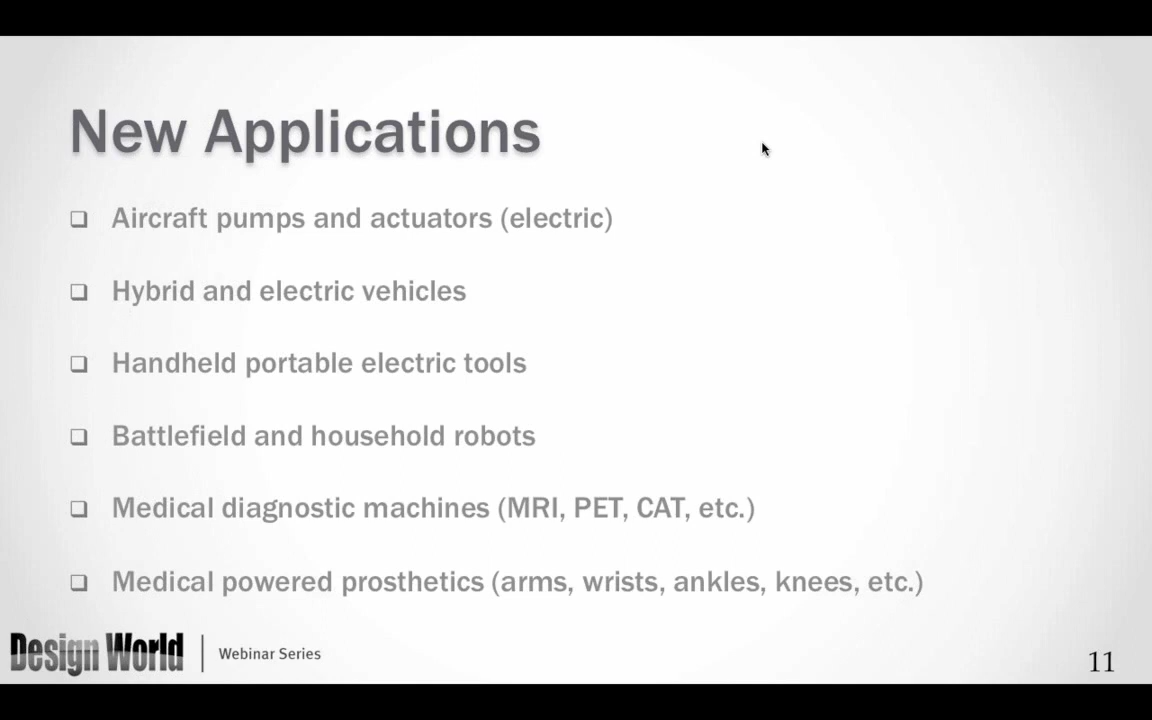 New Applications
❑ Aircraft pumps and actuators (electric)
❑ Hybrid and electric vehicles
❑ Handheld portable electric tools
❑ Battlefield and household robots
❑ Medical diagnostic machines (MRI, PET, CAT, etc.)
❑ Medical powered prosthetics (arms, wrists, ankles, knees, etc.)
Design World | Webinar Series
11